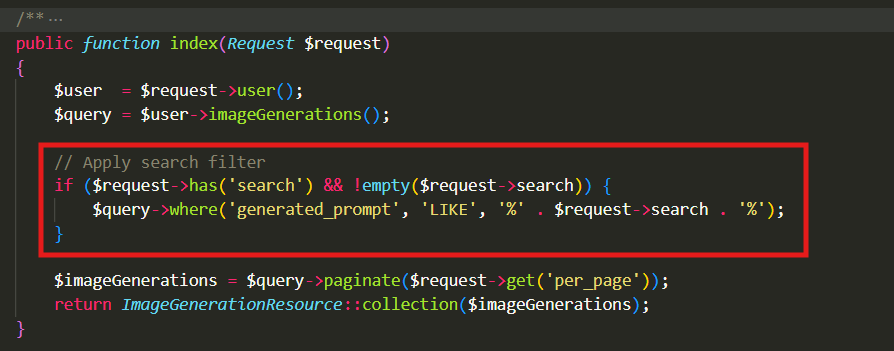 /** ...
public function index(Request $request)
{
    $user  = $request->user();
    $query = $user->imageGenerations();
    // Apply search filter
    if ($request->has('search') && !empty($request->search)) {
        $query->where('generated_prompt', 'LIKE', '%' . $request->search . '%');
    }
    $imageGenerations = $query->paginate($request->get('per_page'));
    return ImageGenerationResource::collection($imageGenerations);
}